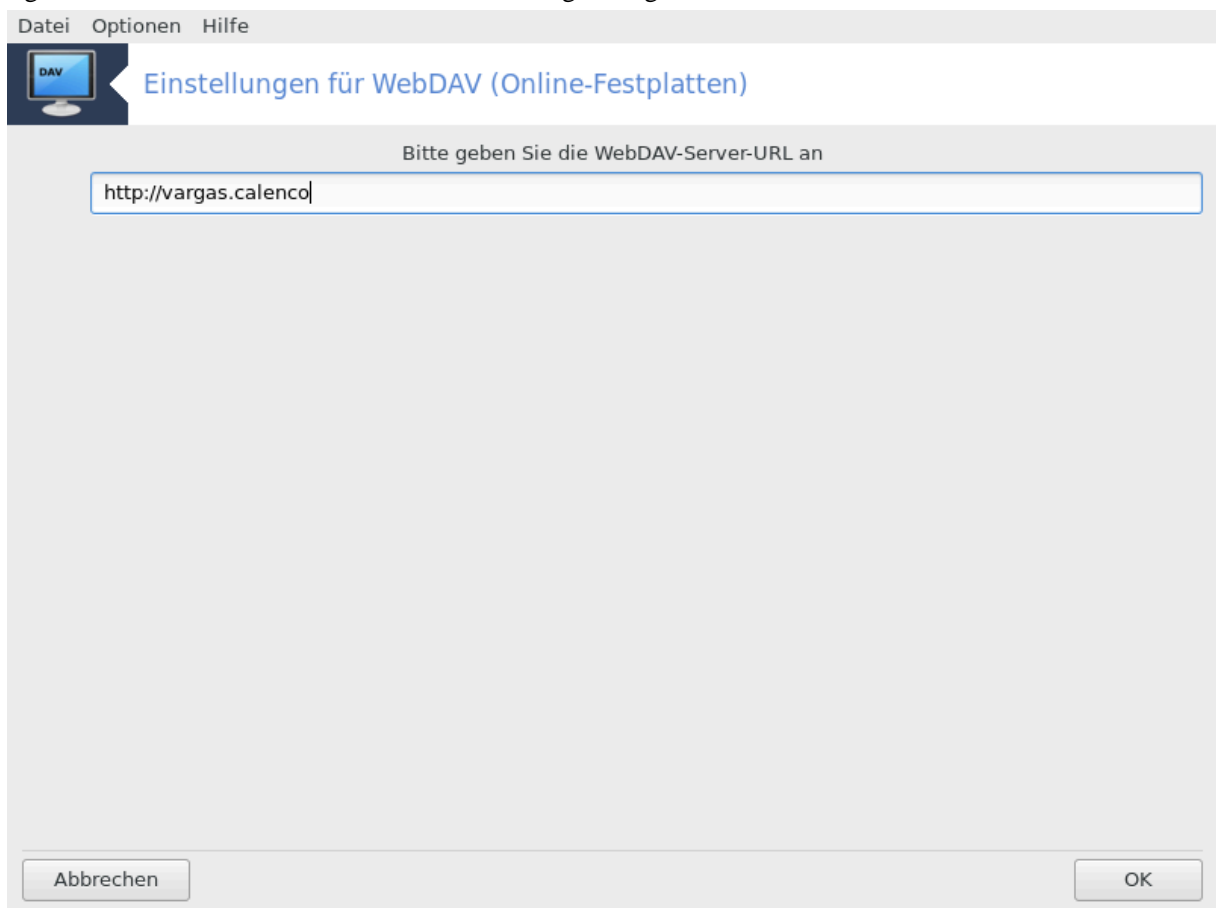 Datei Optionen Hilfe
DAV
Einstellungen für WebDAV (Online-Festplatten)
Bitte geben Sie die WebDAV-Server-URL an
http://vargas.calenco
Abbrechen
OK